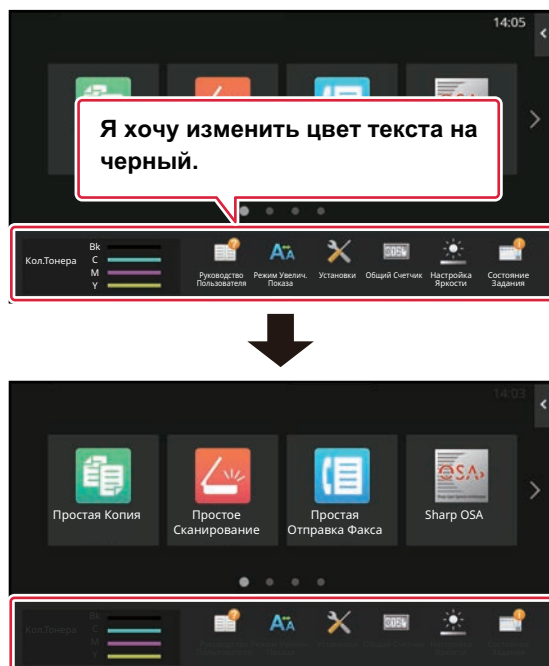 14:05
Я хочу изменить цвет текста на
черный.
Bk
Кол.Тонера
C
M
Y
Руководство Пользователя
Режим Увелич. Показа
Установки
Общий Счетчик
Настройка Яркости
Состояние Задания
14:03
Простая Копия
Простое Сканирование
Простая Отправка Факса
Sharp OSA
OSA
Bk
Кол.Тонера
C
M
Y